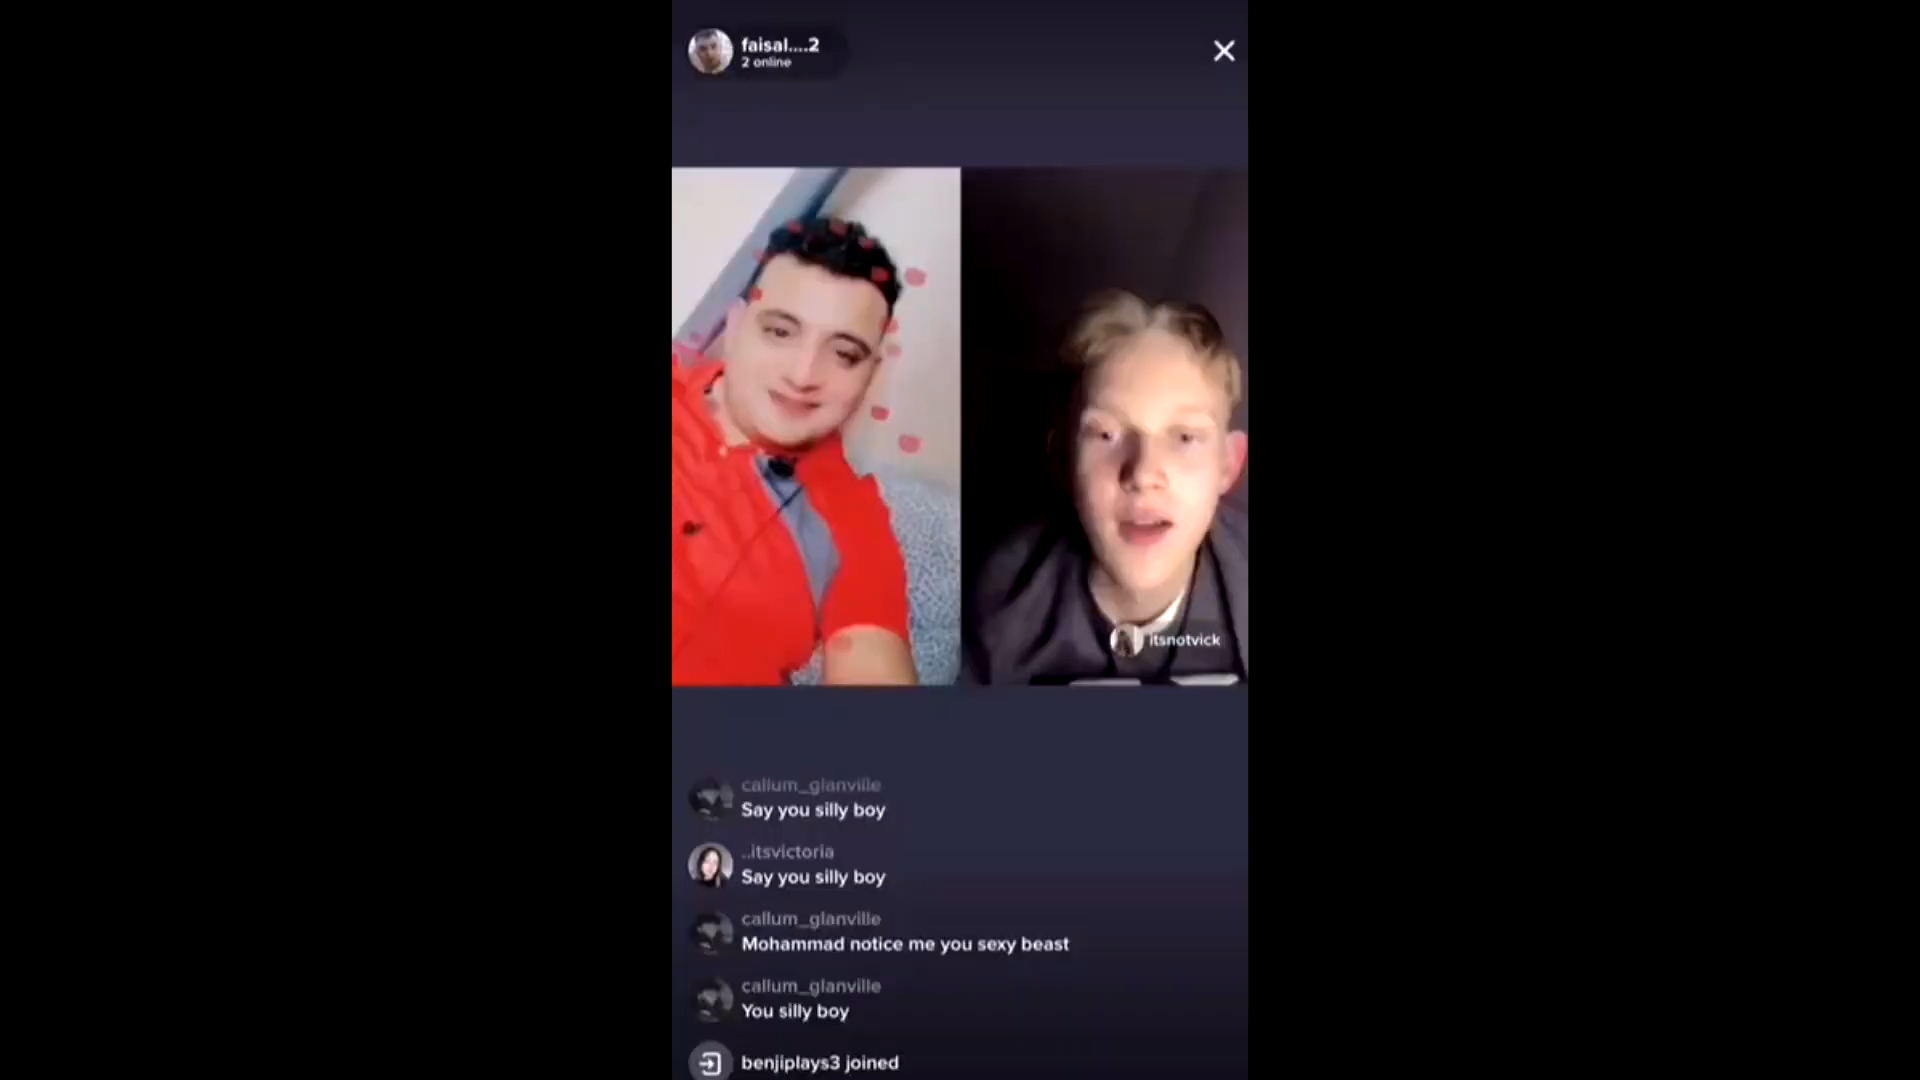 faisal....2
2 online
itsnotvick
callum_glanville
Say you silly boy
..itsvictoria
Say you silly boy
callum_glanville
Mohammad notice me you sexy beast
callum_glanville
You silly boy
benjiplays3 joined